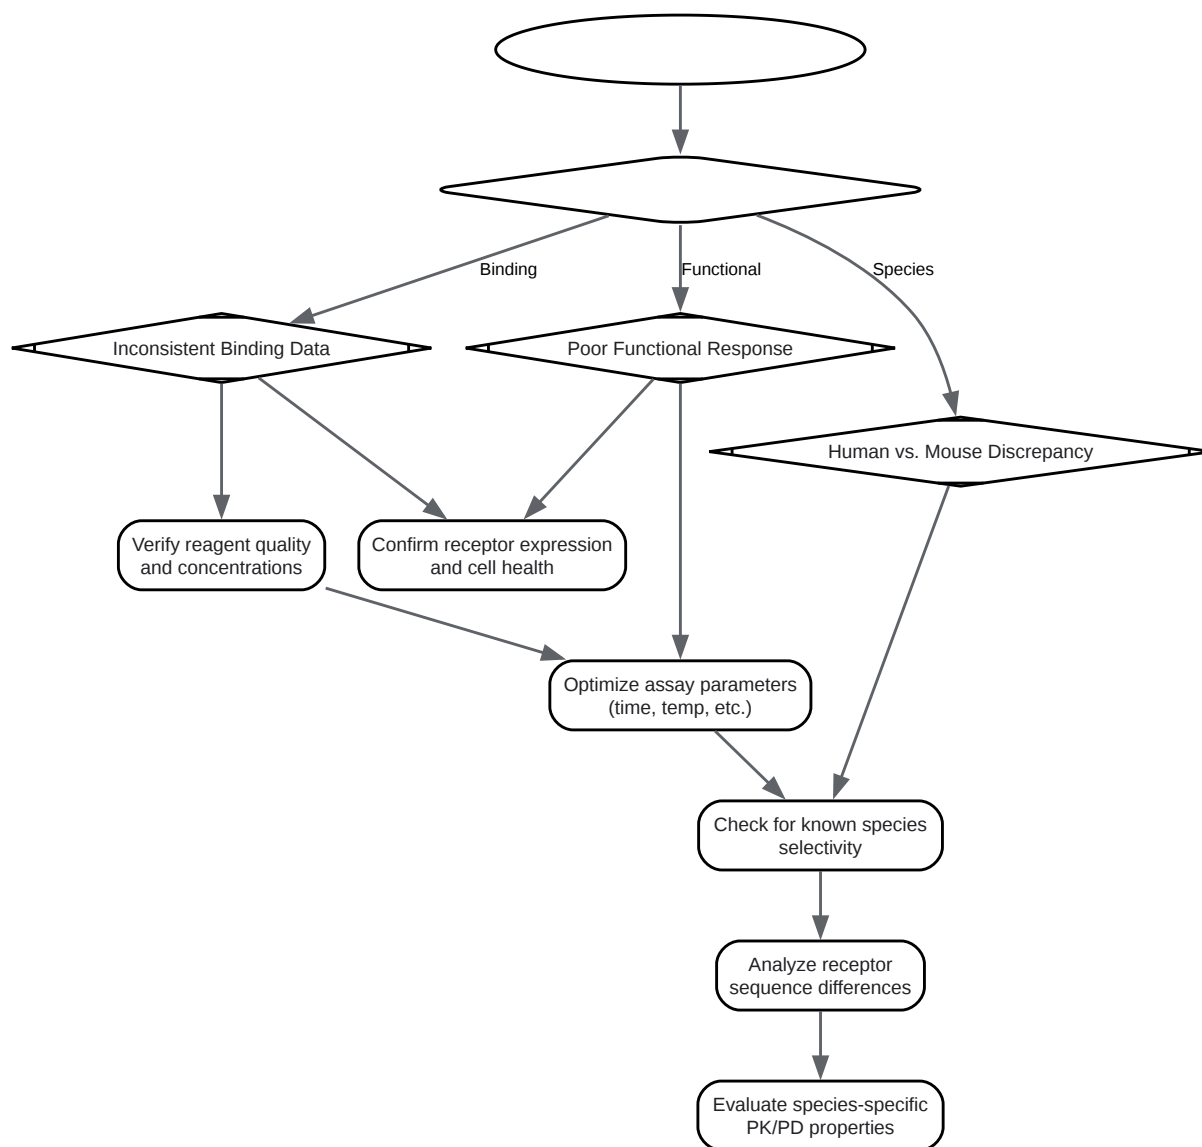 Binding
Functional
Species
Inconsistent Binding Data
Poor Functional Response
Human vs. Mouse Discrepancy
Verify reagent quality
and concentrations
Confirm receptor expression
and cell health
Optimize assay parameters
(time, temp, etc.)
Check for known species
selectivity
Analyze receptor
sequence differences
Evaluate species-specific
PK/PD properties